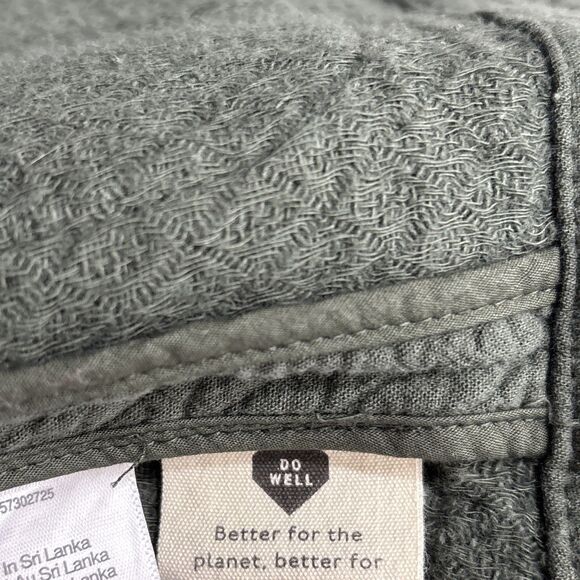 57302725
In Sri Lanka
Au Sri Lanka
DO
WELL
Better for the
planet, better for